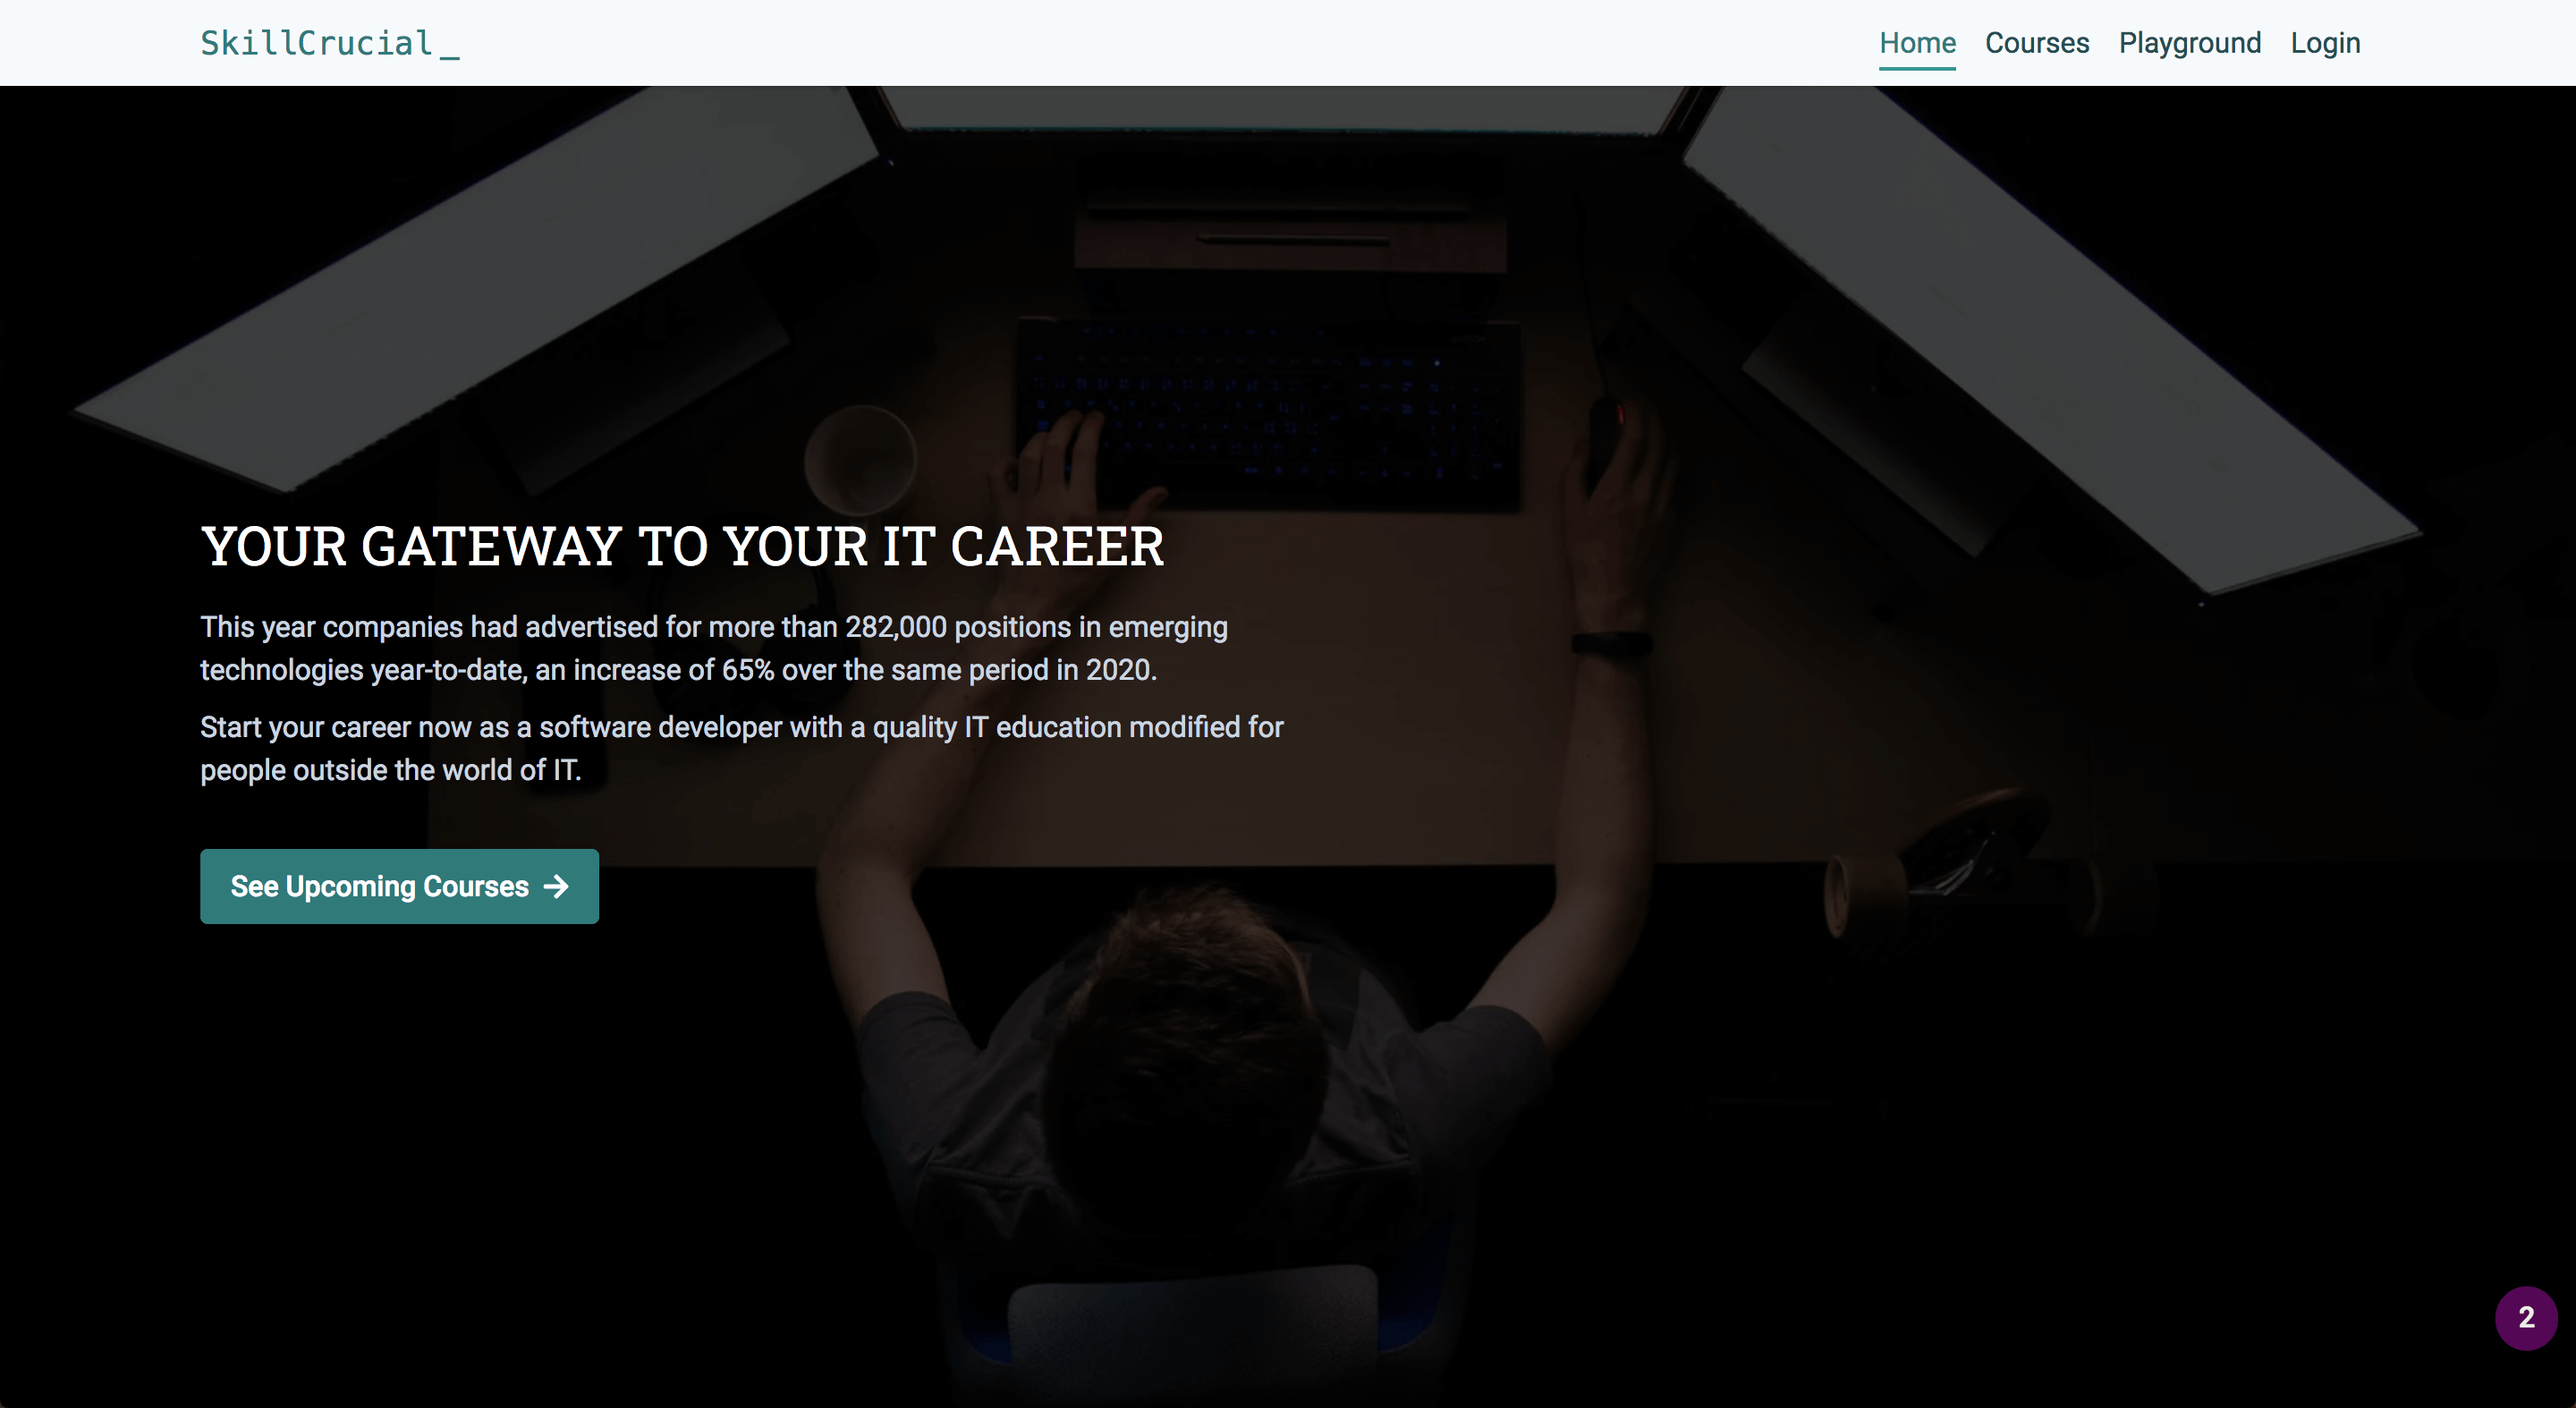 SkillCrucial_
Home Courses Playground Login
YOUR GATEWAY TO YOUR IT CAREER
This year companies had advertised for more than 282,000 positions in emerging
technologies year-to-date, an increase of 65% over the same period in 2020.
Start your career now as a software developer with a quality IT education modified for
people outside the world of IT.
See Upcoming Courses →
2